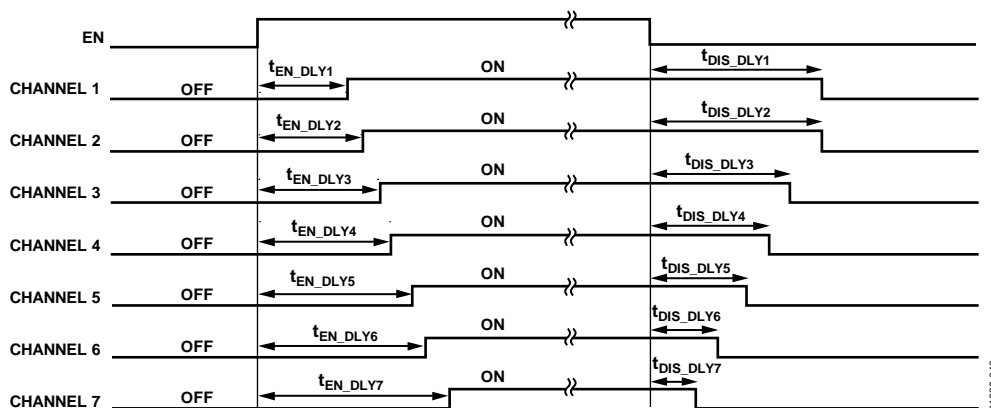 EN
CHANNEL 1 OFF tEN_DLY1 ON tDIS_DLY1
CHANNEL 2 OFF tEN_DLY2 ON tDIS_DLY2
CHANNEL 3 OFF tEN_DLY3 ON tDIS_DLY3
CHANNEL 4 OFF tEN_DLY4 ON tDIS_DLY4
CHANNEL 5 OFF tEN_DLY5 ON tDIS_DLY5
CHANNEL 6 OFF tEN_DLY6 ON tDIS_DLY6
CHANNEL 7 OFF tEN_DLY7 ON tDIS_DLY7